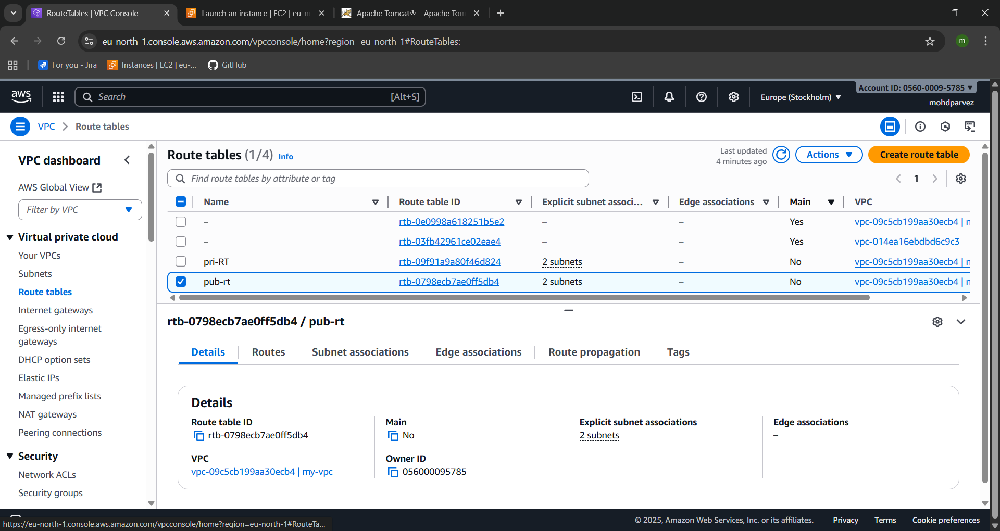 RouteTables | VPC Console
Launch an instance | EC2 | eu-no
Apache Tomcat® - Apache Tom
eu-north-1.console.aws.amazon.com/vpcconsole/home?region=eu-north-1#RouteTables:
m
For you - Jira
Instances | EC2 | eu-...
GitHub
aws
Search
[Alt+S]
Europe (Stockholm)
Account ID: 0560-0009-5785
mohdparvez
VPC
Route tables
VPC dashboard
AWS Global View
Filter by VPC
Virtual private cloud
Your VPCs
Subnets
Route tables
Internet gateways
Egress-only internet
gateways
DHCP option sets
Elastic IPs
Managed prefix lists
NAT gateways
Peering connections
Security
Network ACLs
Security groups
Route tables (1/4) Info
Last updated
4 minutes ago
Actions
Create route table
Find route tables by attribute or tag
1
Name Route table ID Explicit subnet associ... Edge associations Main VPC
– rtb-0e0998a618251b5e2 – – Yes vpc-09c5cb199aa30ecb4 |
– rtb-03fb42961ce02eae4 – – Yes vpc-014ea16ebdbd6c9c3
pri-RT rtb-09f91a9a80f46d824 2 subnets – No vpc-09c5cb199aa30ecb4 |
pub-rt rtb-0798ecb7ae0ff5db4 2 subnets – No vpc-09c5cb199aa30ecb4 |
rtb-0798ecb7ae0ff5db4 / pub-rt
Details Routes Subnet associations Edge associations Route propagation Tags
Details
Route table ID
rtb-0798ecb7ae0ff5db4
Main
No
Explicit subnet associations
2 subnets
Edge associations
–
VPC
vpc-09c5cb199aa30ecb4 | my-vpc
Owner ID
056000095785
https://eu-north-1.console.aws.amazon.com/vpcconsole/home?region=eu-north-1#RouteTa...
© 2025, Amazon Web Services, Inc. or its affiliates.
Privacy
Terms
Cookie preferences